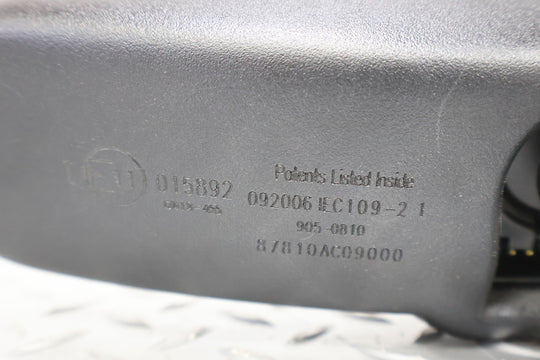 Patents Listed Inside
015892 092006 IEC109-2 1
905-0810
87810AC09000